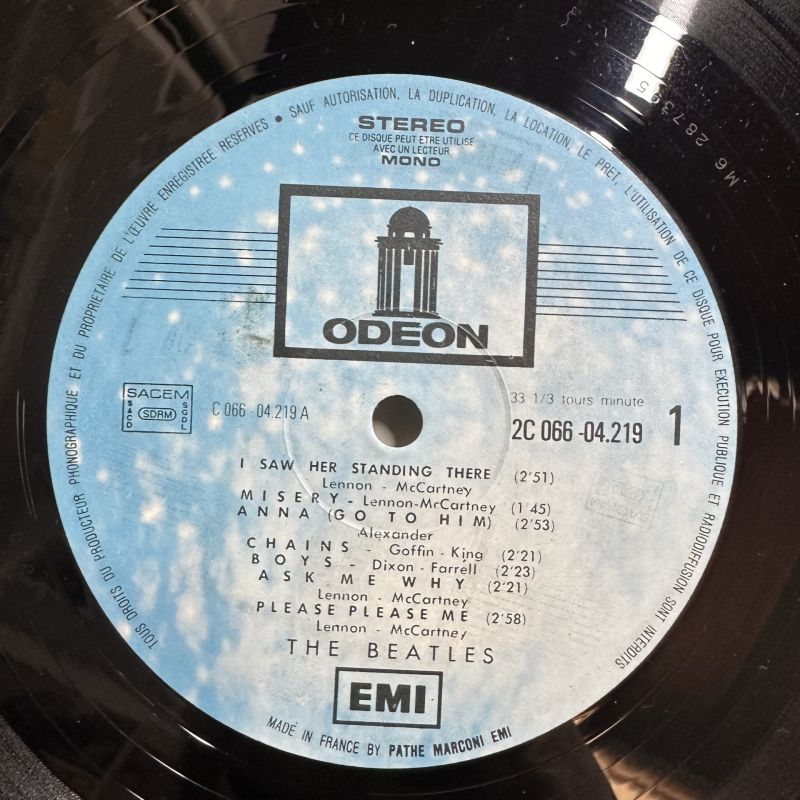 TOUS DROITS DU PRODUCTEUR PHONOGRAPHIQUE ET DU PROPRIETAIRE DE L'ŒUVRE ENREGISTREE RESERVES • SAUF AUTORISATION, LA DUPLICATION, LA LOCATION, LE PRET, L'UTILISATION DE CE DISQUE POUR EXECUTION PUBLIQUE ET RADIODIFFUSION SONT INTERDITS
STEREO
CE DISQUE PEUT ETRE UTILISE
AVEC UN LECTEUR
MONO
ODEON
SACEM
SACD
SDRM
SGDL
C 066 - 04.219 A
33 1/3 tours minute
2C 066 -04.219 1
I SAW HER STANDING THERE (2'51)
Lennon - McCartney
MISERY - Lennon-McCartney (1'45)
ANNA (GO TO HIM) (2'53)
Alexander
CHAINS - Goffin - King (2'21)
BOYS - Dixon - Farrell (2'23)
ASK ME WHY (2'21)
Lennon - McCartney
PLEASE PLEASE ME (2'58)
Lennon - McCartney
THE BEATLES
EMI
MADE IN FRANCE BY PATHE MARCONI EMI